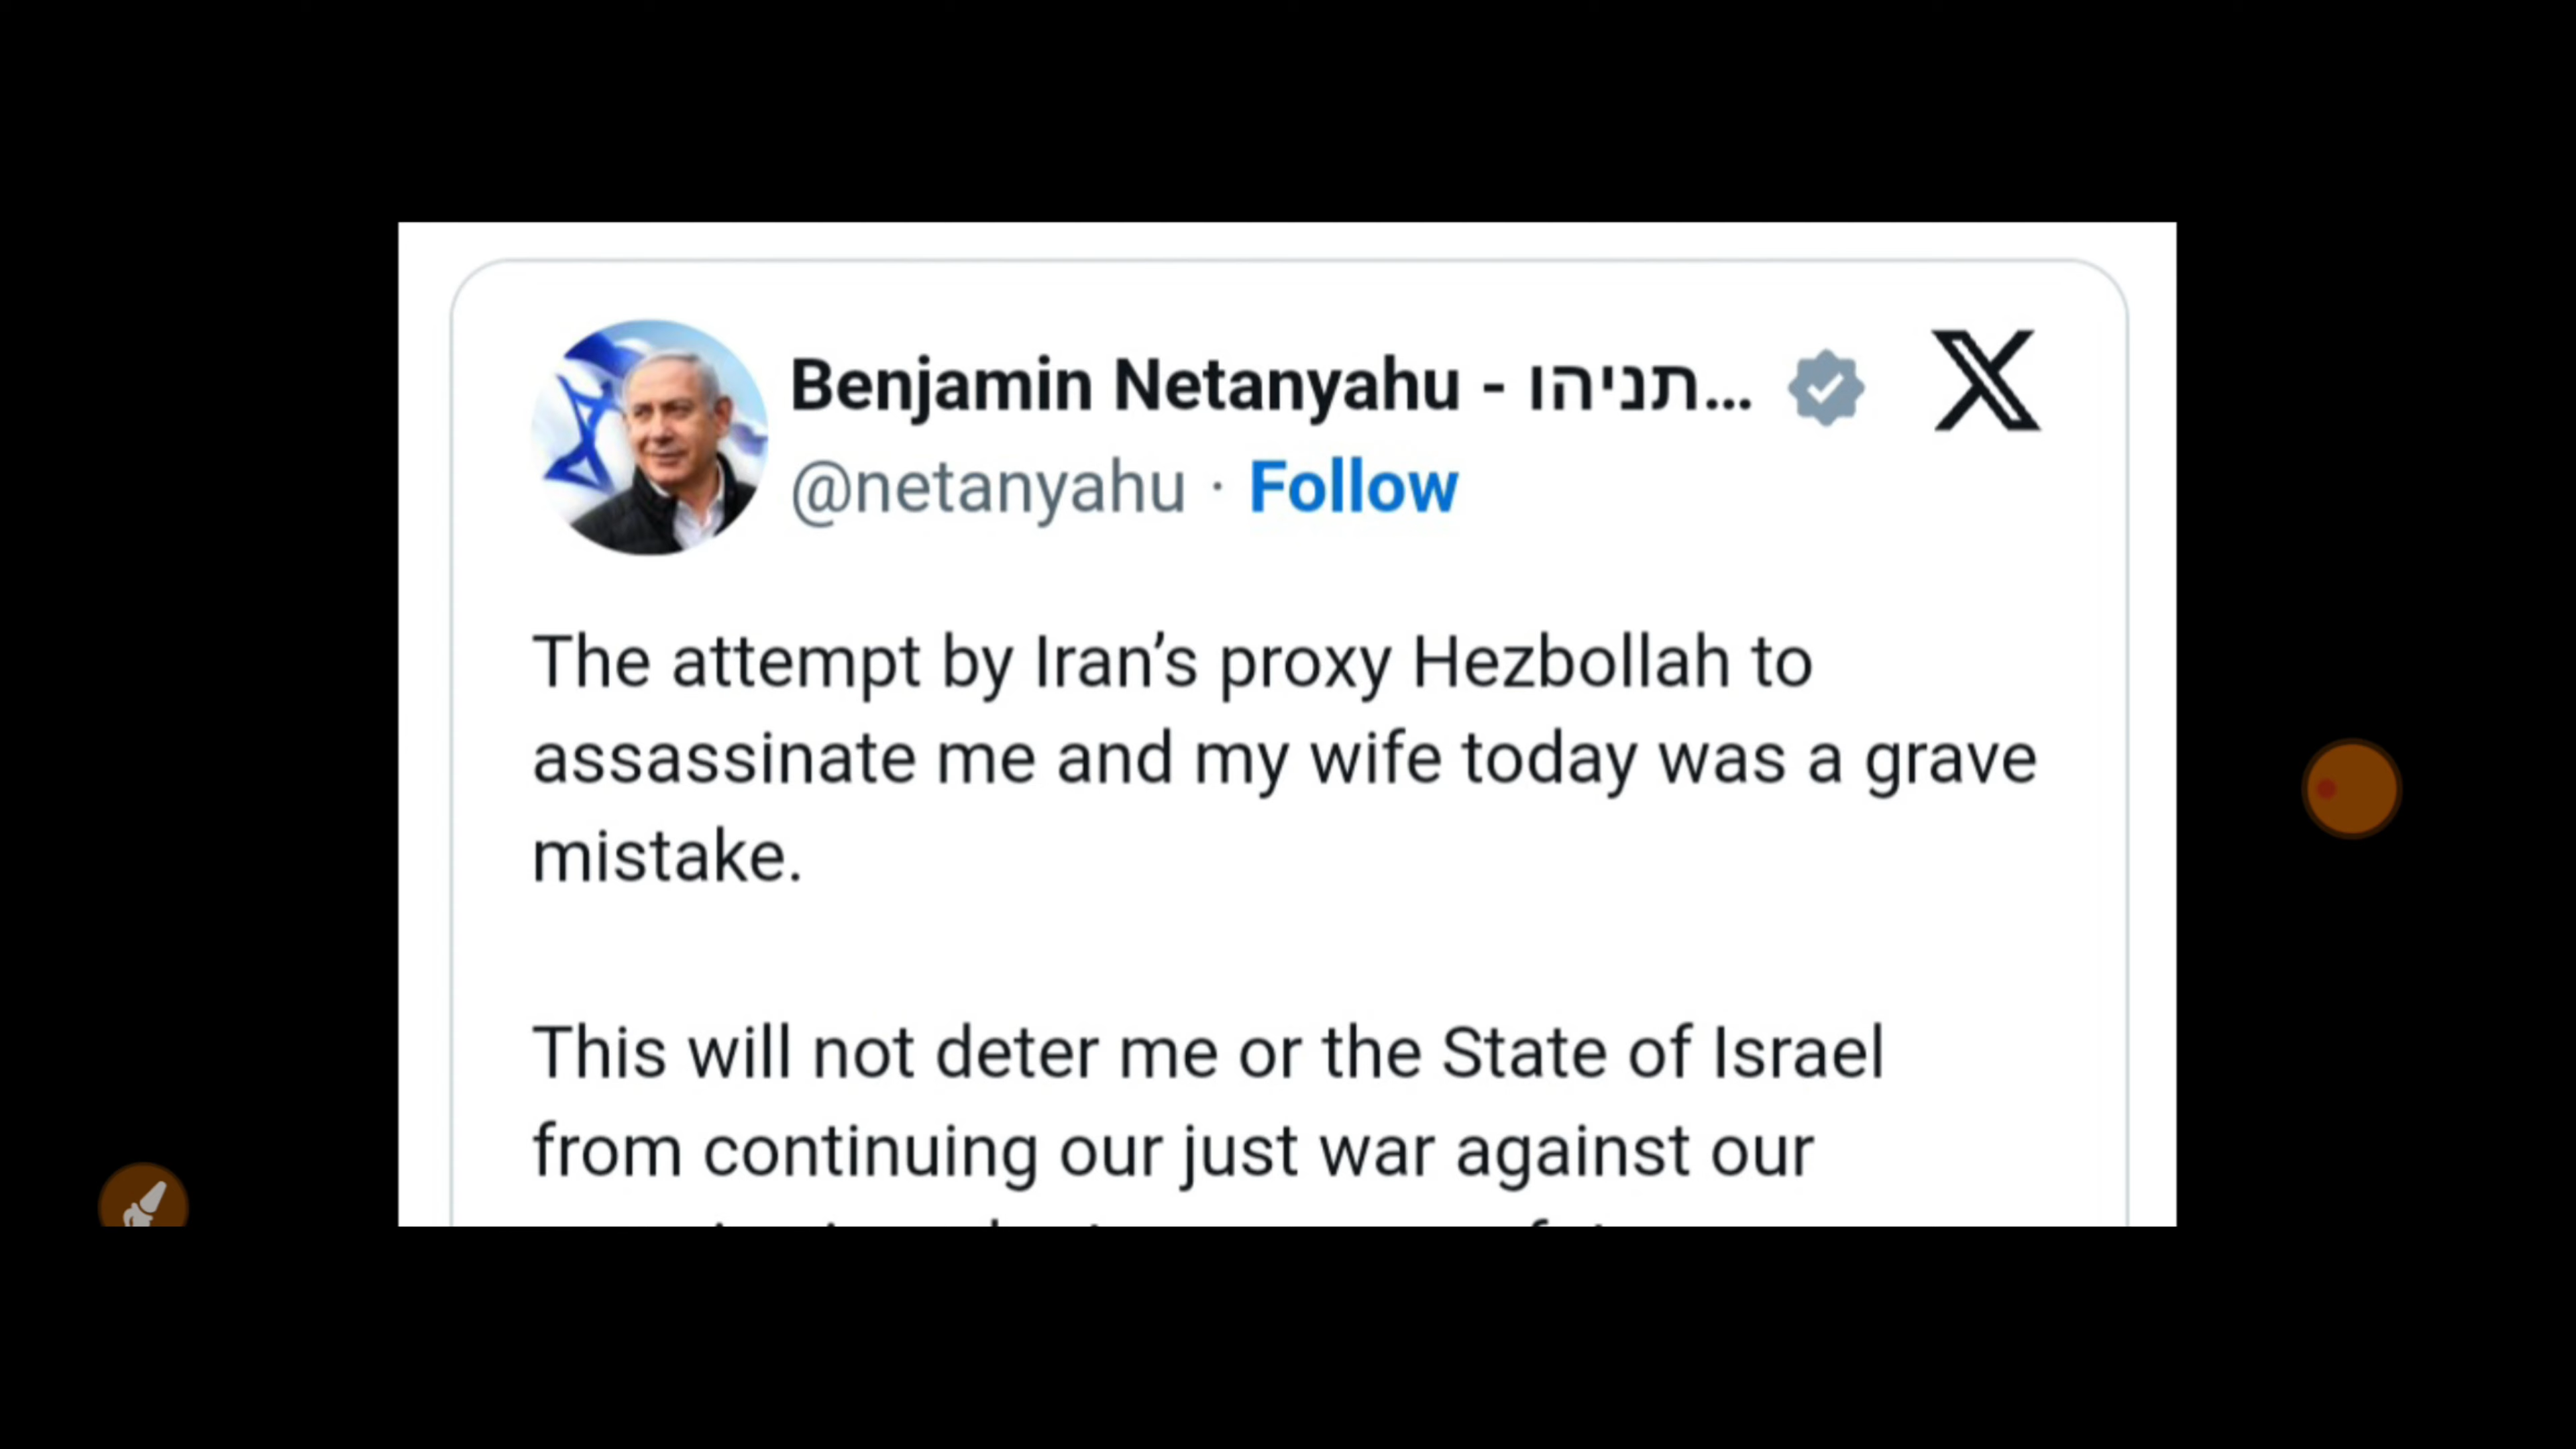 Benjamin Netanyahu - תניהו...
@netanyahu · Follow
The attempt by Iran’s proxy Hezbollah to
assassinate me and my wife today was a grave
mistake.
This will not deter me or the State of Israel
from continuing our just war against our